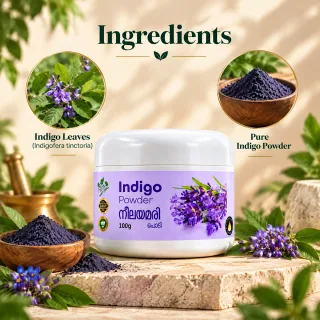 Ingredients
Indigo Leaves
(Indigofera tinctoria)
Pure
Indigo Powder
Indigo
Powder
നീലയമരി
100g പൊടി